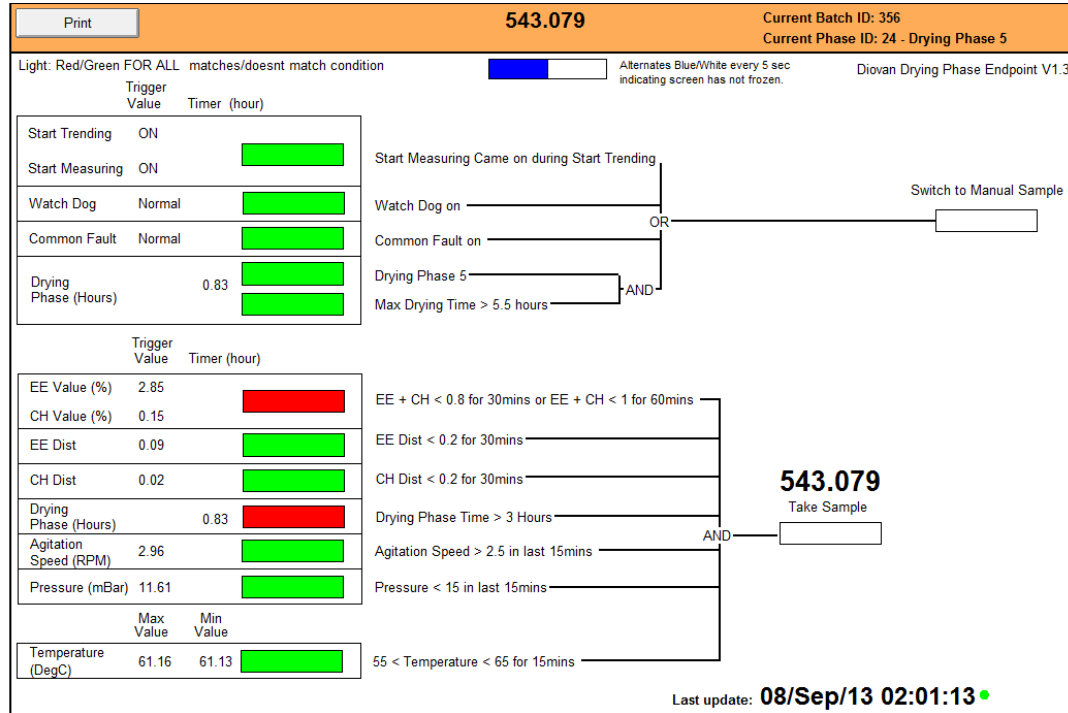 Print
543.079
Current Batch ID: 356
Current Phase ID: 24 - Drying Phase 5
Light: Red/Green FOR ALL matches/doesnt match condition
Alternates Blue/White every 5 sec
indicating screen has not frozen.
Diovan Drying Phase Endpoint V1.3
Trigger
Value Timer (hour)
Start Trending ON
Start Measuring ON
Start Measuring Came on during Start Trending
Watch Dog Normal
Watch Dog on
Common Fault Normal
Common Fault on
Drying
Phase (Hours) 0.83
Drying Phase 5
Max Drying Time > 5.5 hours
AND
OR
Switch to Manual Sample
Trigger
Value Timer (hour)
EE Value (%) 2.85
CH Value (%) 0.15
EE + CH < 0.8 for 30mins or EE + CH < 1 for 60mins
EE Dist 0.09
EE Dist < 0.2 for 30mins
CH Dist 0.02
CH Dist < 0.2 for 30mins
Drying
Phase (Hours) 0.83
Drying Phase Time > 3 Hours
Agitation
Speed (RPM) 2.96
Agitation Speed > 2.5 in last 15mins
Pressure (mBar) 11.61
Pressure < 15 in last 15mins
AND
543.079
Take Sample
Max
Value
Min
Value
Temperature
(DegC) 61.16 61.13
55 < Temperature < 65 for 15mins
Last update: 08/Sep/13 02:01:13